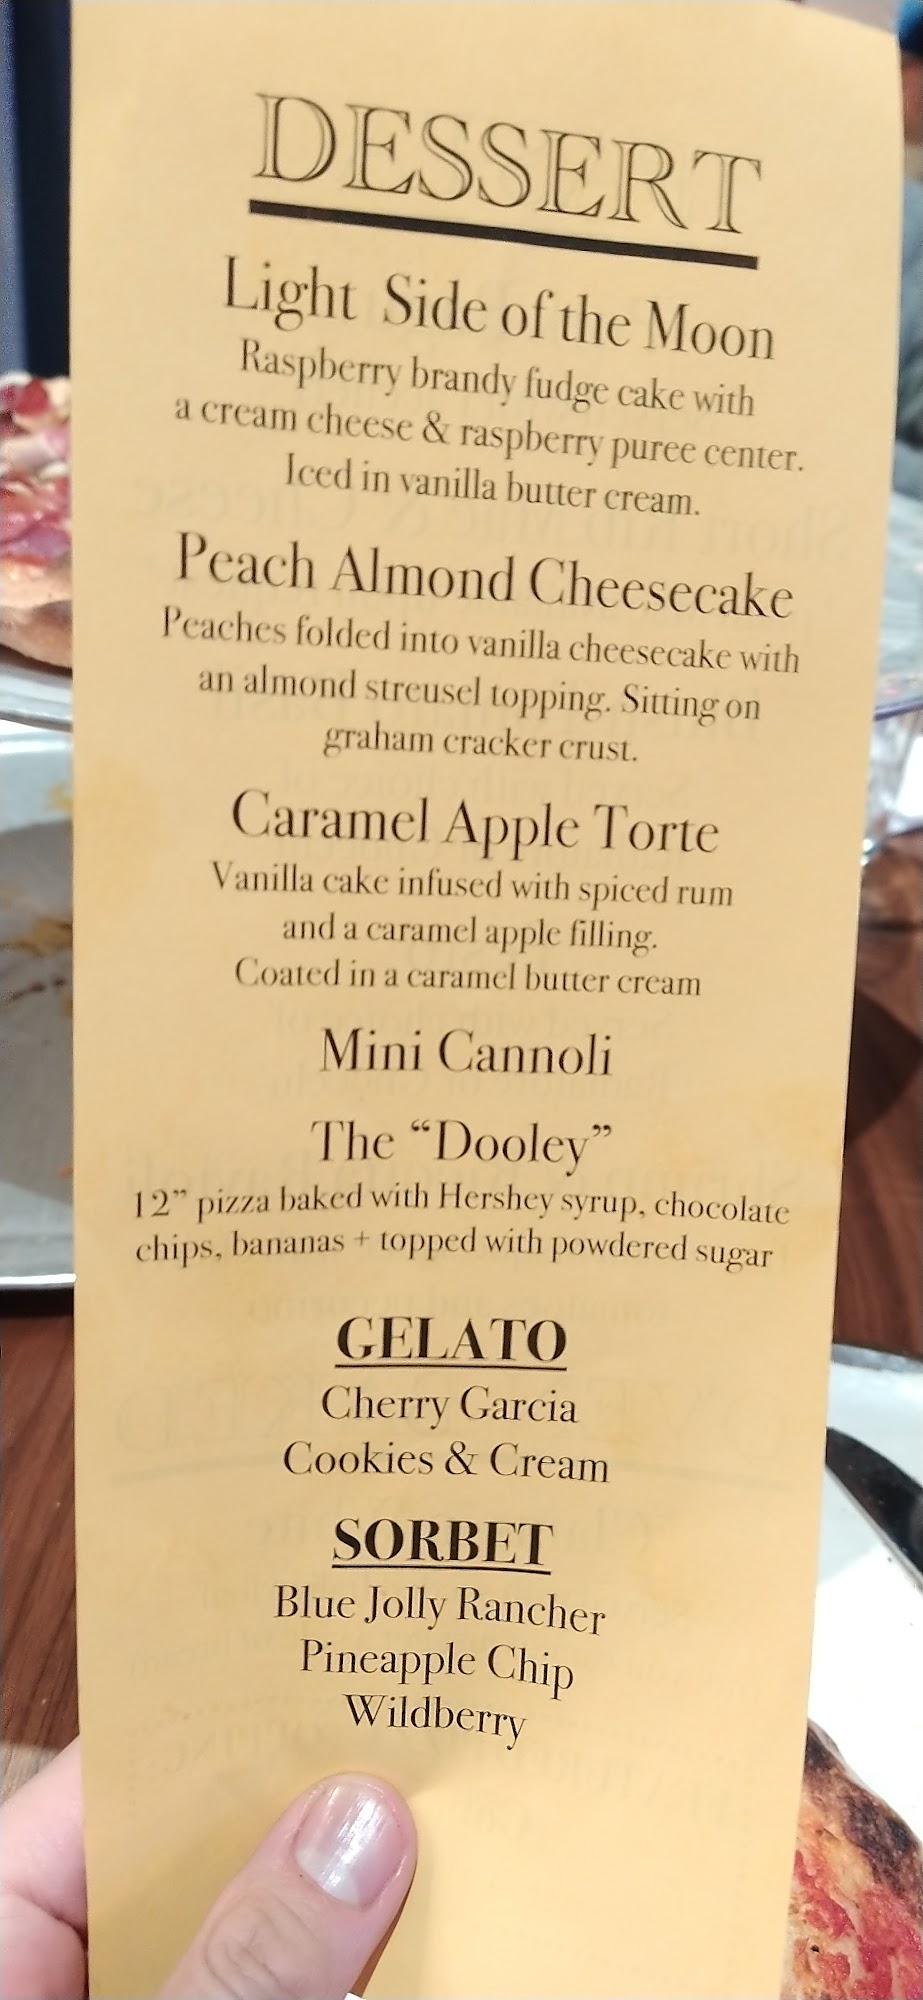 DESSERT
Light Side of the Moon
Raspberry brandy fudge cake with
a cream cheese & raspberry puree center.
Iced in vanilla butter cream.
Peach Almond Cheesecake
Peaches folded into vanilla cheesecake with
an almond streusel topping. Sitting on
graham cracker crust.
Caramel Apple Torte
Vanilla cake infused with spiced rum
and a caramel apple filling.
Coated in a caramel butter cream
Mini Cannoli
The “Dooley”
12” pizza baked with Hershey syrup, chocolate
chips, bananas + topped with powdered sugar
GELATO
Cherry Garcia
Cookies & Cream
SORBET
Blue Jolly Rancher
Pineapple Chip
Wildberry